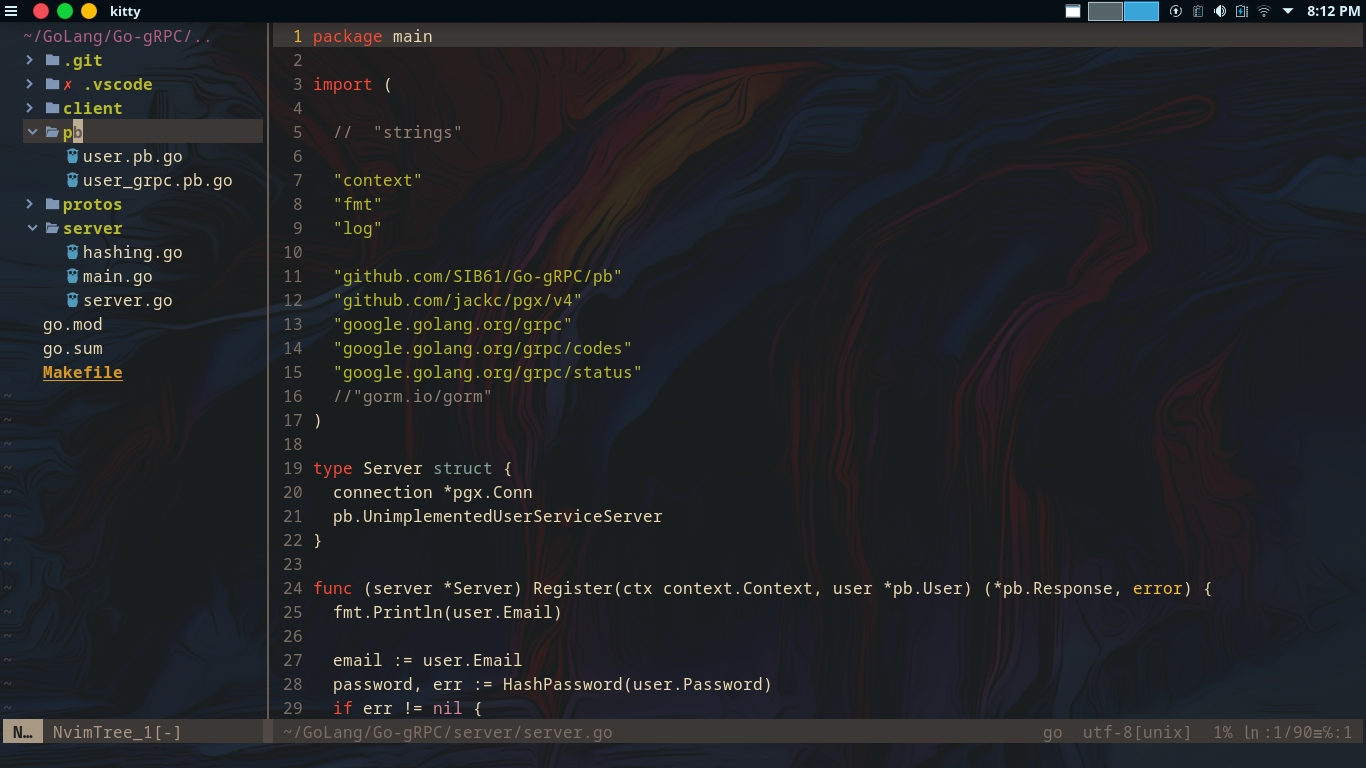 kitty
8:12 PM
~/GoLang/Go-gRPC/..
.git
✗ .vscode
client
pb
user.pb.go
user_grpc.pb.go
protos
server
hashing.go
main.go
server.go
go.mod
go.sum
Makefile
~
~
~
~
~
~
~
~
~
~
~
~
~
~
1 package main
2
3 import (
4
5 //  "strings"
6
7 "context"
8 "fmt"
9 "log"
10
11 "github.com/SIB61/Go-gRPC/pb"
12 "github.com/jackc/pgx/v4"
13 "google.golang.org/grpc"
14 "google.golang.org/grpc/codes"
15 "google.golang.org/grpc/status"
16 //"gorm.io/gorm"
17 )
18
19 type Server struct {
20 connection *pgx.Conn
21 pb.UnimplementedUserServiceServer
22 }
23
24 func (server *Server) Register(ctx context.Context, user *pb.User) (*pb.Response, error) {
25 fmt.Println(user.Email)
26
27 email := user.Email
28 password, err := HashPassword(user.Password)
29 if err != nil {
N… NvimTree_1[-]
~/GoLang/Go-gRPC/server/server.go go utf-8[unix] 1% ㏑:1/90≡℅:1